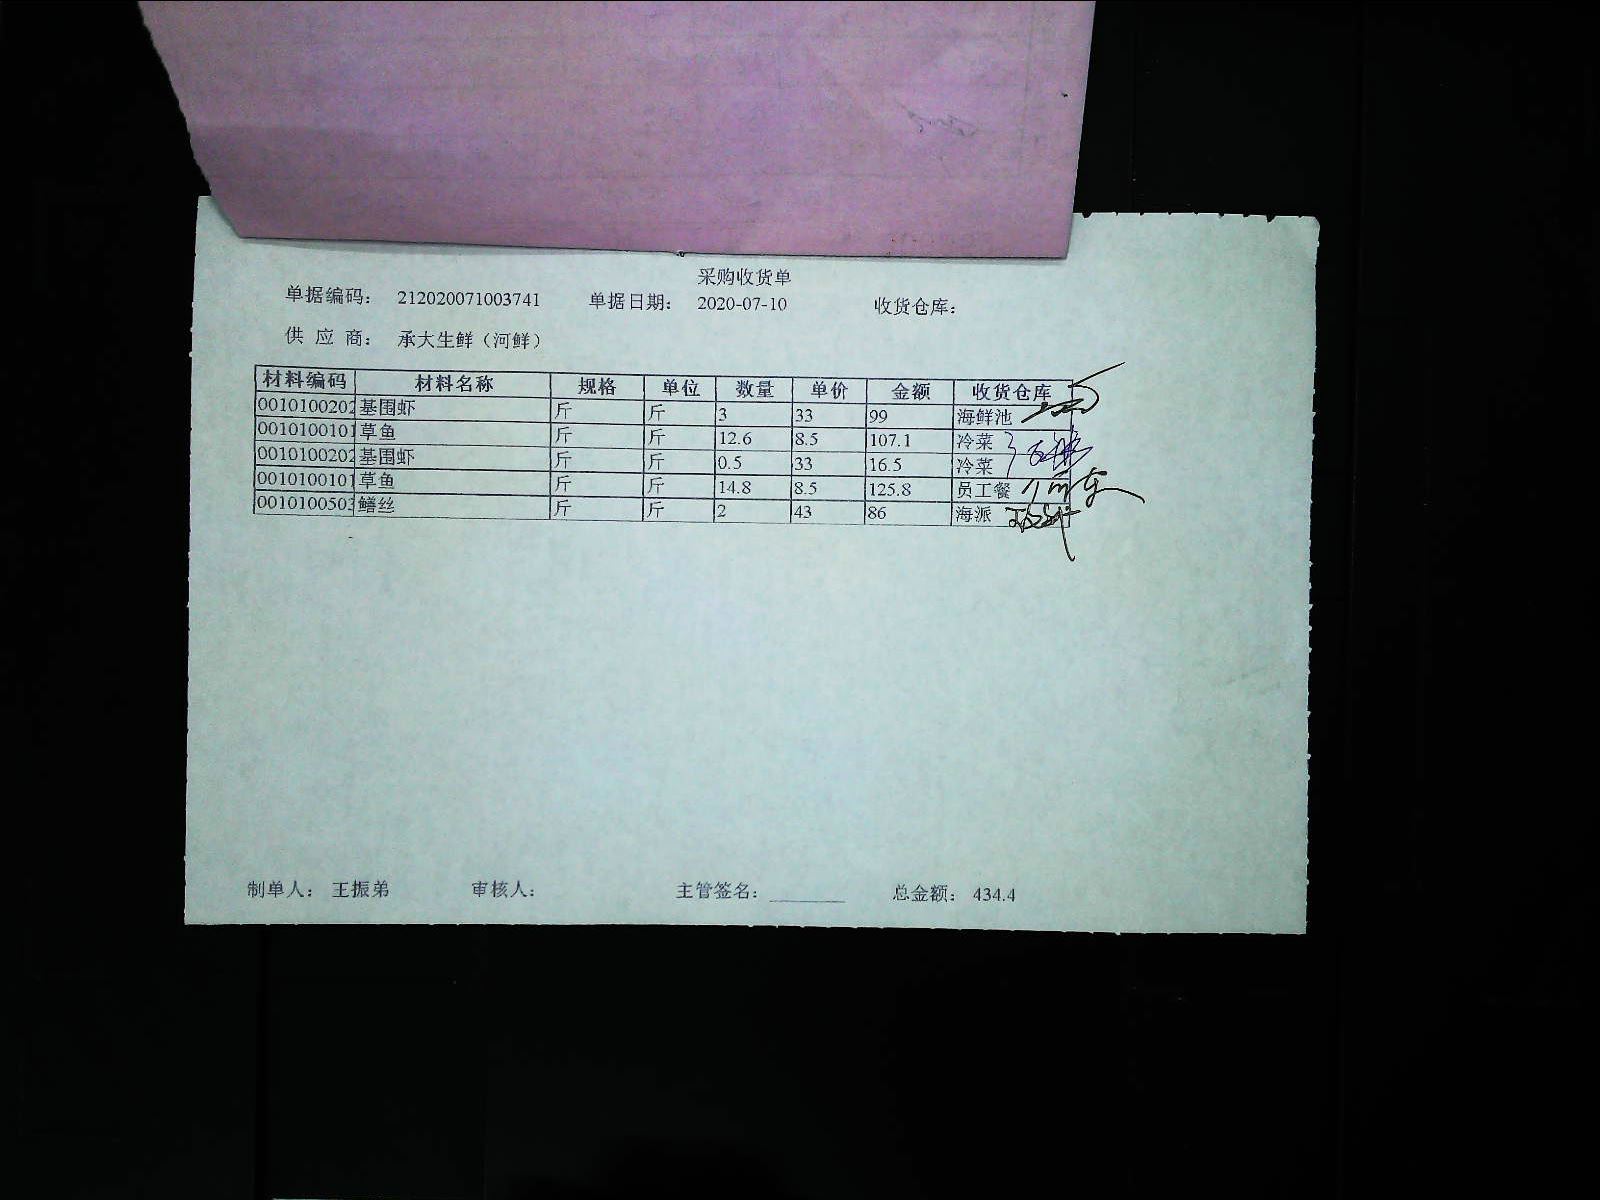 采购收货单
单据编码： 212020071003741 单据日期： 2020-07-10 收货仓库：
供 应 商： 承大生鲜（河鲜）
材料编码 材料名称 规格 单位 数量 单价 金额 收货仓库
0010100202 基围虾 斤 斤 3 33 99 海鲜池
0010100101 草鱼 斤 斤 12.6 8.5 107.1 冷菜
0010100202 基围虾 斤 斤 0.5 33 16.5 冷菜
0010100101 草鱼 斤 斤 14.8 8.5 125.8 员工餐
0010100503 鳝丝 斤 斤 2 43 86 海派
制单人： 王振弟 审核人： 主管签名： 总金额： 434.4